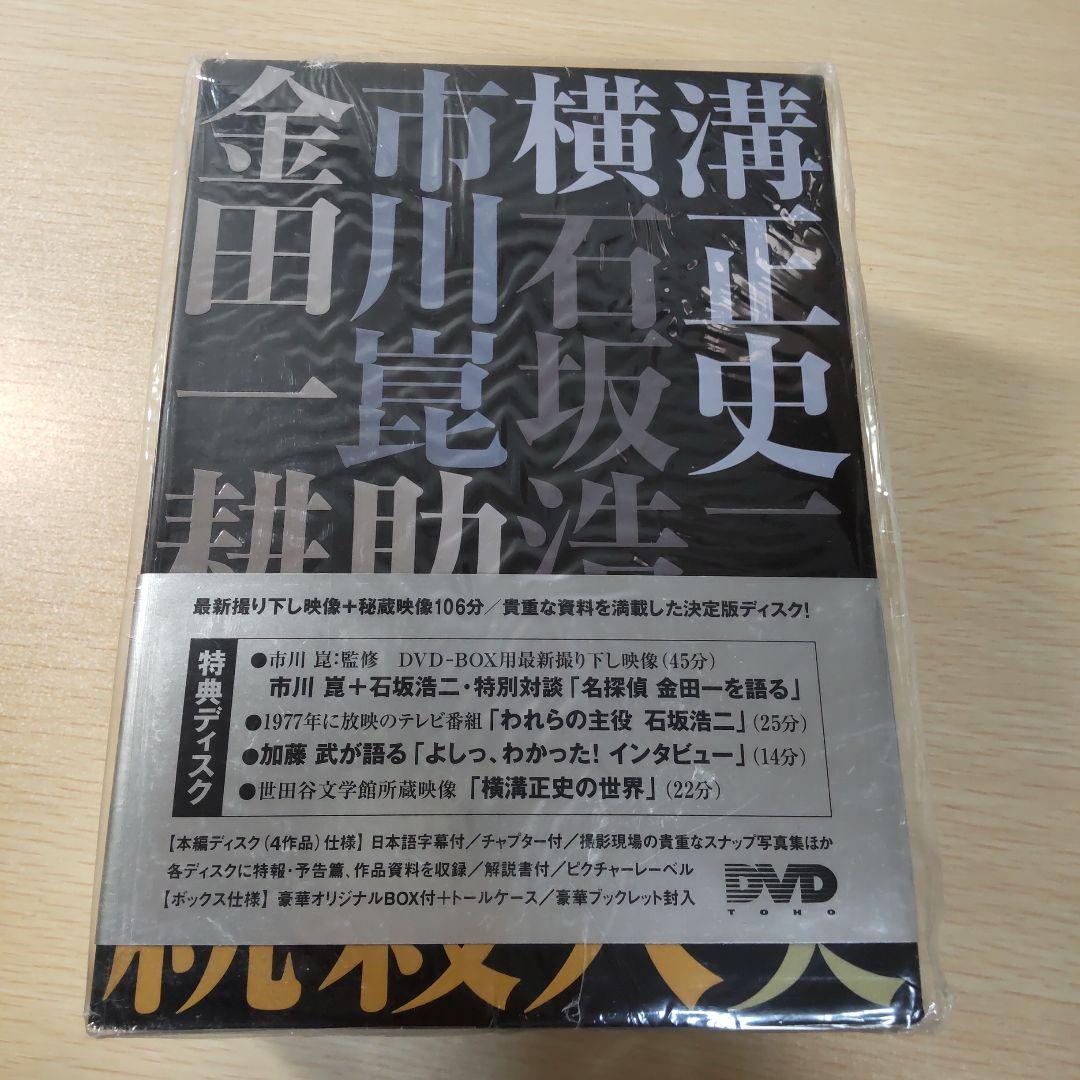 横溝正史
石坂浩
市川崑
金田一耕助
最新撮り下し映像+秘蔵映像106分/貴重な資料を満載した決定版ディスク!
特典ディスク
●市川 崑:監修 DVD-BOX用最新撮り下し映像(45分)
市川 崑+石坂浩二・特別対談「名探偵 金田一を語る」
●1977年に放映のテレビ番組「われらの主役 石坂浩二」(25分)
●加藤 武が語る「よしっ、わかった! インタビュー」(14分)
●世田谷文学館所蔵映像「横溝正史の世界」(22分)
【本編ディスク(4作品)仕様】日本語字幕付/チャプター付/撮影現場の貴重なスナップ写真集ほか
各ディスクに特報・予告篇、作品資料を収録/解説書付/ピクチャーレーベル
【ボックス仕様】豪華オリジナルBOX付+トールケース/豪華ブックレット封入
DVD
TOHO